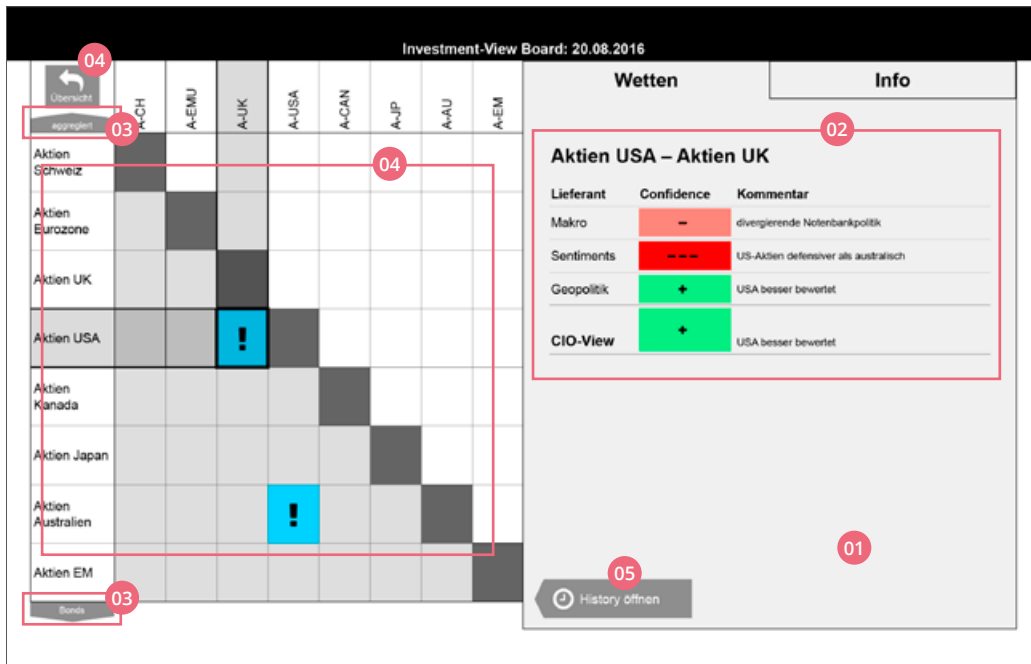 Investment-View Board: 20.08.2016
04
Übersicht
aggregiert
03
A-CH
A-EMU
A-UK
A-USA
A-CAN
A-JP
A-AU
A-EM
04
Aktien
Schweiz
Aktien
Eurozone
Aktien UK
Aktien USA
!
Aktien
Kanada
Aktien Japan
Aktien
Australien
!
Aktien EM
03
Bonds
Wetten
Info
02
Aktien USA – Aktien UK
Lieferant Confidence Kommentar
Makro – divergierende Notenbankpolitik
Sentiments – – – US-Aktien defensiver als australisch
Geopolitik + USA besser bewertet
CIO-View + USA besser bewertet
01
05
History öffnen